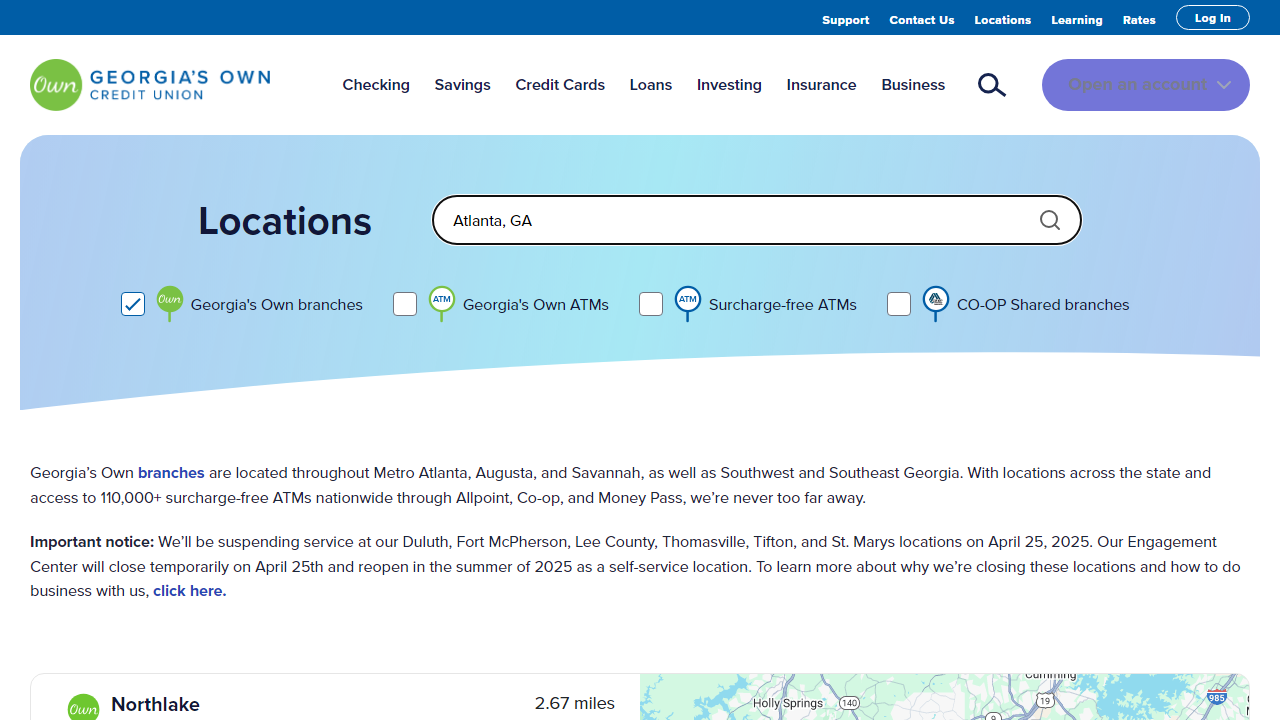 Support Contact Us Locations Learning Rates Log In
Own GEORGIA'S OWN
CREDIT UNION
Checking Savings Credit Cards Loans Investing Insurance Business Open an account
Locations
Atlanta, GA
Own Georgia's Own branches ATM Georgia's Own ATMs ATM Surcharge-free ATMs CO-OP Shared branches
Georgia's Own branches are located throughout Metro Atlanta, Augusta, and Savannah, as well as Southwest and Southeast Georgia. With locations across the state and
access to 110,000+ surcharge-free ATMs nationwide through Allpoint, Co-op, and Money Pass, we're never too far away.
Important notice: We'll be suspending service at our Duluth, Fort McPherson, Lee County, Thomasville, Tifton, and St. Marys locations on April 25, 2025. Our Engagement
Center will close temporarily on April 25th and reopen in the summer of 2025 as a self-service location. To learn more about why we're closing these locations and how to do
business with us, click here.
Own Northlake 2.67 miles
Cumming
Holly Springs 140 19 985
9